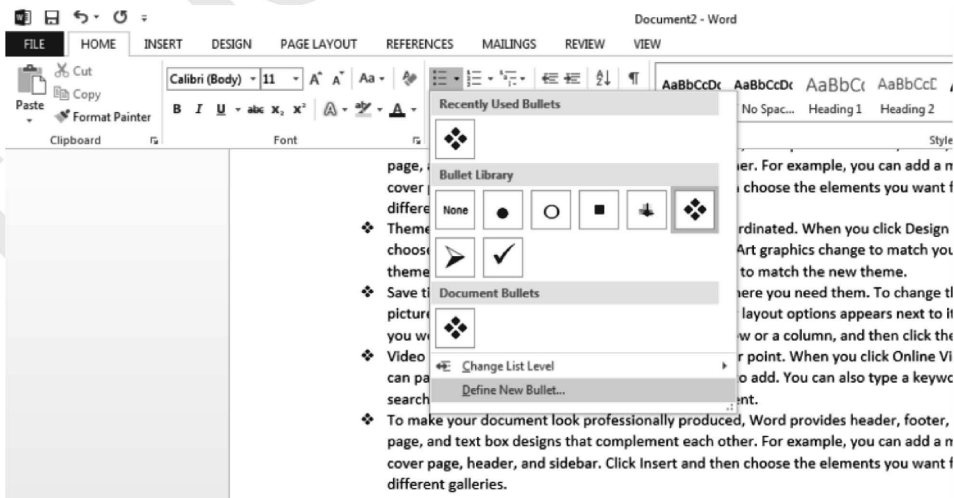 Document2 - Word
FILE HOME INSERT DESIGN PAGE LAYOUT REFERENCES MAILINGS REVIEW VIEW
Cut
Copy
Paste
Format Painter
Clipboard
Calibri (Body) 11 A A Aa
B I U abc X₂ X² A A
Font
AaBbCcDc AaBbCcDc AaBbCc AaBbCcC
No Spac... Heading 1 Heading 2
Style
Recently Used Bullets
Bullet Library
None
Document Bullets
Change List Level
Define New Bullet...
page, er. For example, you can add a m
cover choose the elements you want f
differe
❖ Theme rdinated. When you click Design
choose Art graphics change to match you
theme to match the new theme.
❖ Save ti here you need them. To change t
picture layout options appears next to it
you w w or a column, and then click the
❖ Video r point. When you click Online Vi
can pa o add. You can also type a keywo
search ent.
❖ To make your document look professionally produced, Word provides header, footer,
page, and text box designs that complement each other. For example, you can add a m
cover page, header, and sidebar. Click Insert and then choose the elements you want f
different galleries.